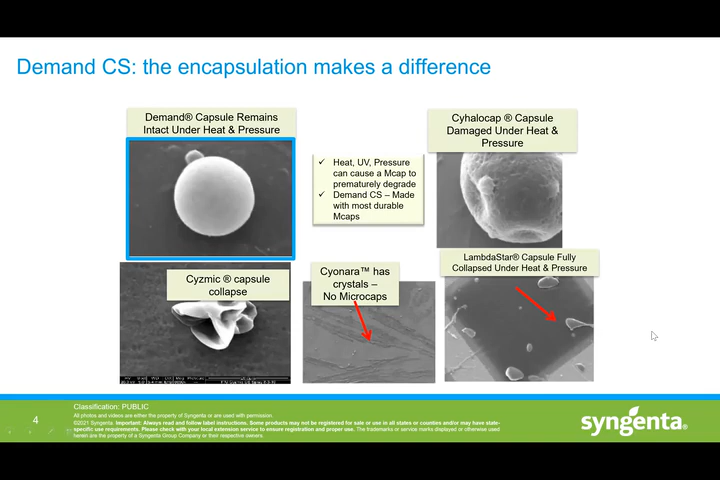 Demand CS: the encapsulation makes a difference
Demand® Capsule Remains
Intact Under Heat & Pressure
✓ Heat, UV, Pressure
can cause a Mcap to
prematurely degrade
✓ Demand CS – Made
with most durable
Mcaps
Cyhalocap ® Capsule
Damaged Under Heat &
Pressure
Cyzmic ® capsule
collapse
Cyonara™ has
crystals –
No Microcaps
LambdaStar® Capsule Fully
Collapsed Under Heat & Pressure
4
Classification: PUBLIC
All photos and videos are either the property of Syngenta or are used with permission.
©2021 Syngenta. Important: Always read and follow label instructions. Some products may not be registered for sale or use in all states or counties and/or may have state-
specific use requirements. Please check with your local extension service to ensure registration and proper use. The trademarks or service marks displayed or otherwise used
herein are the property of a Syngenta Group Company or their respective owners.
syngenta®